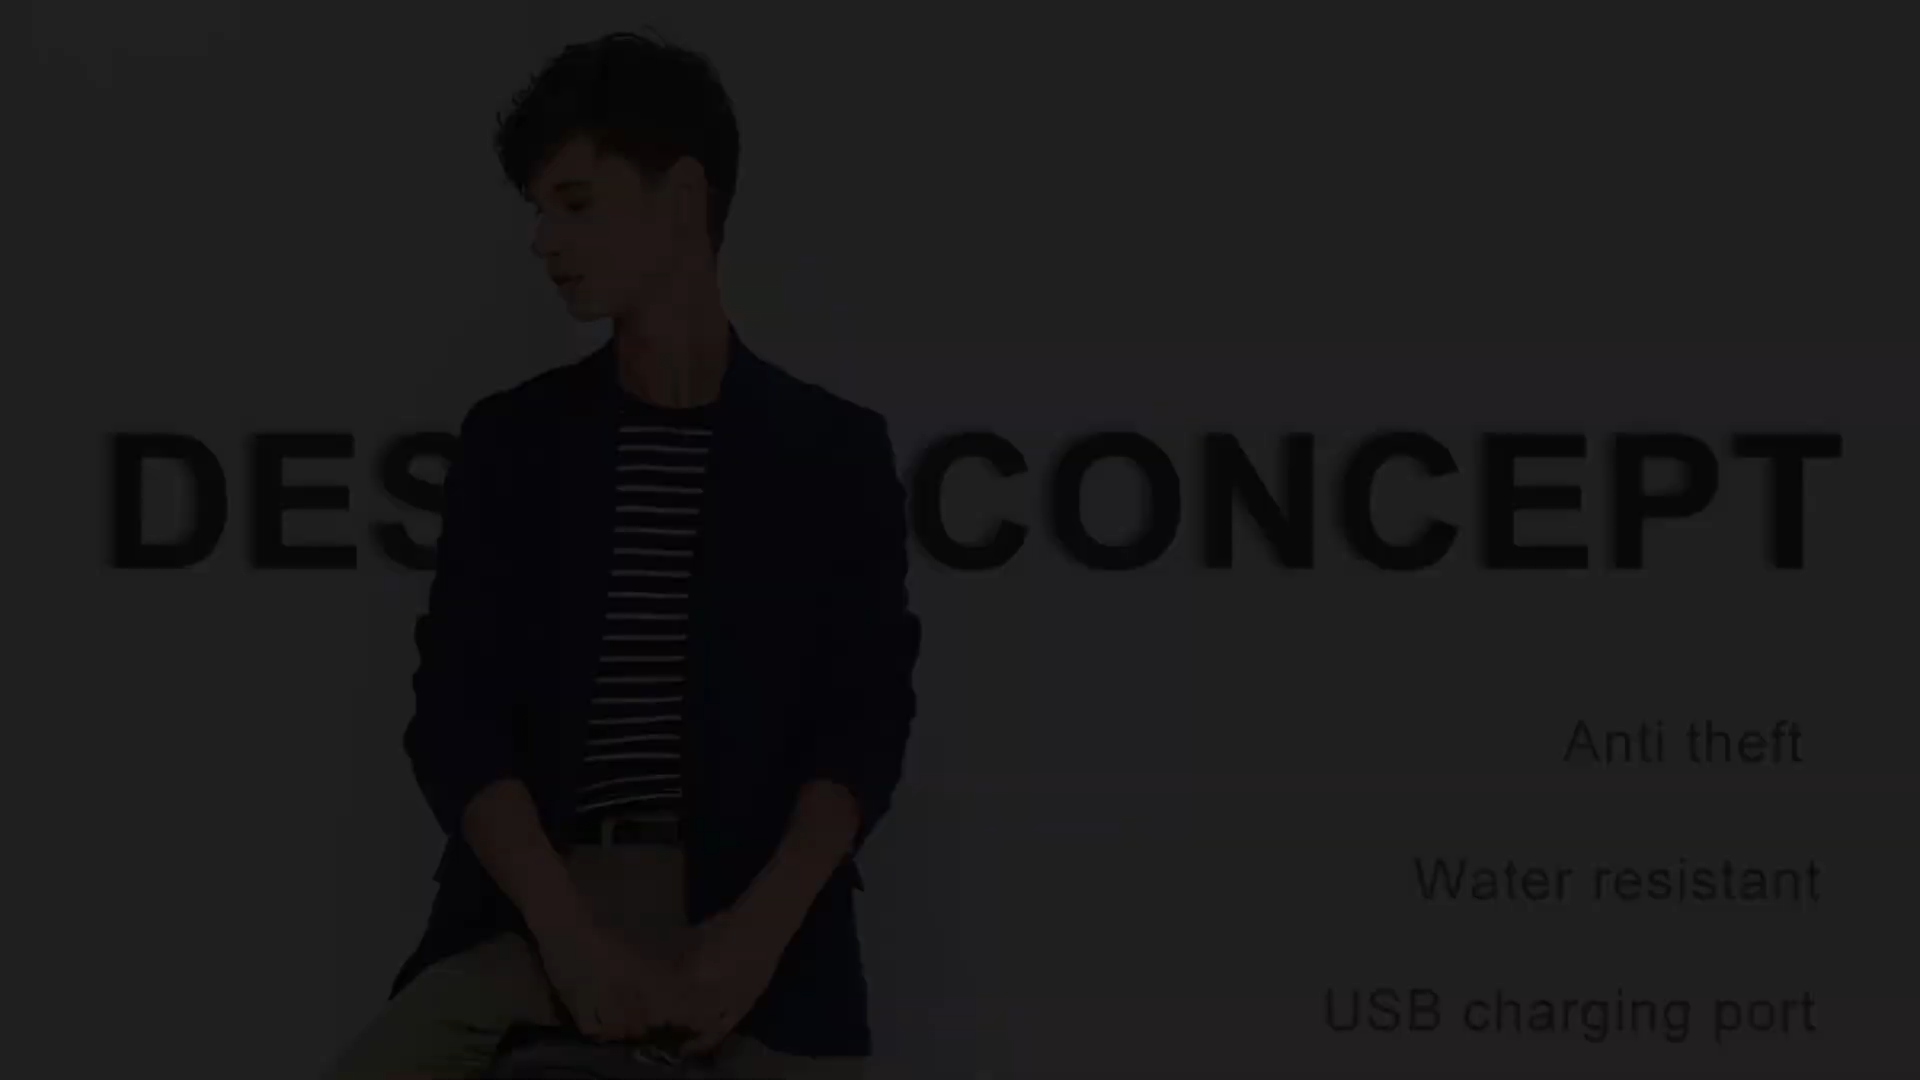 DES CONCEPT
Anti theft
Water resistant
USB charging port